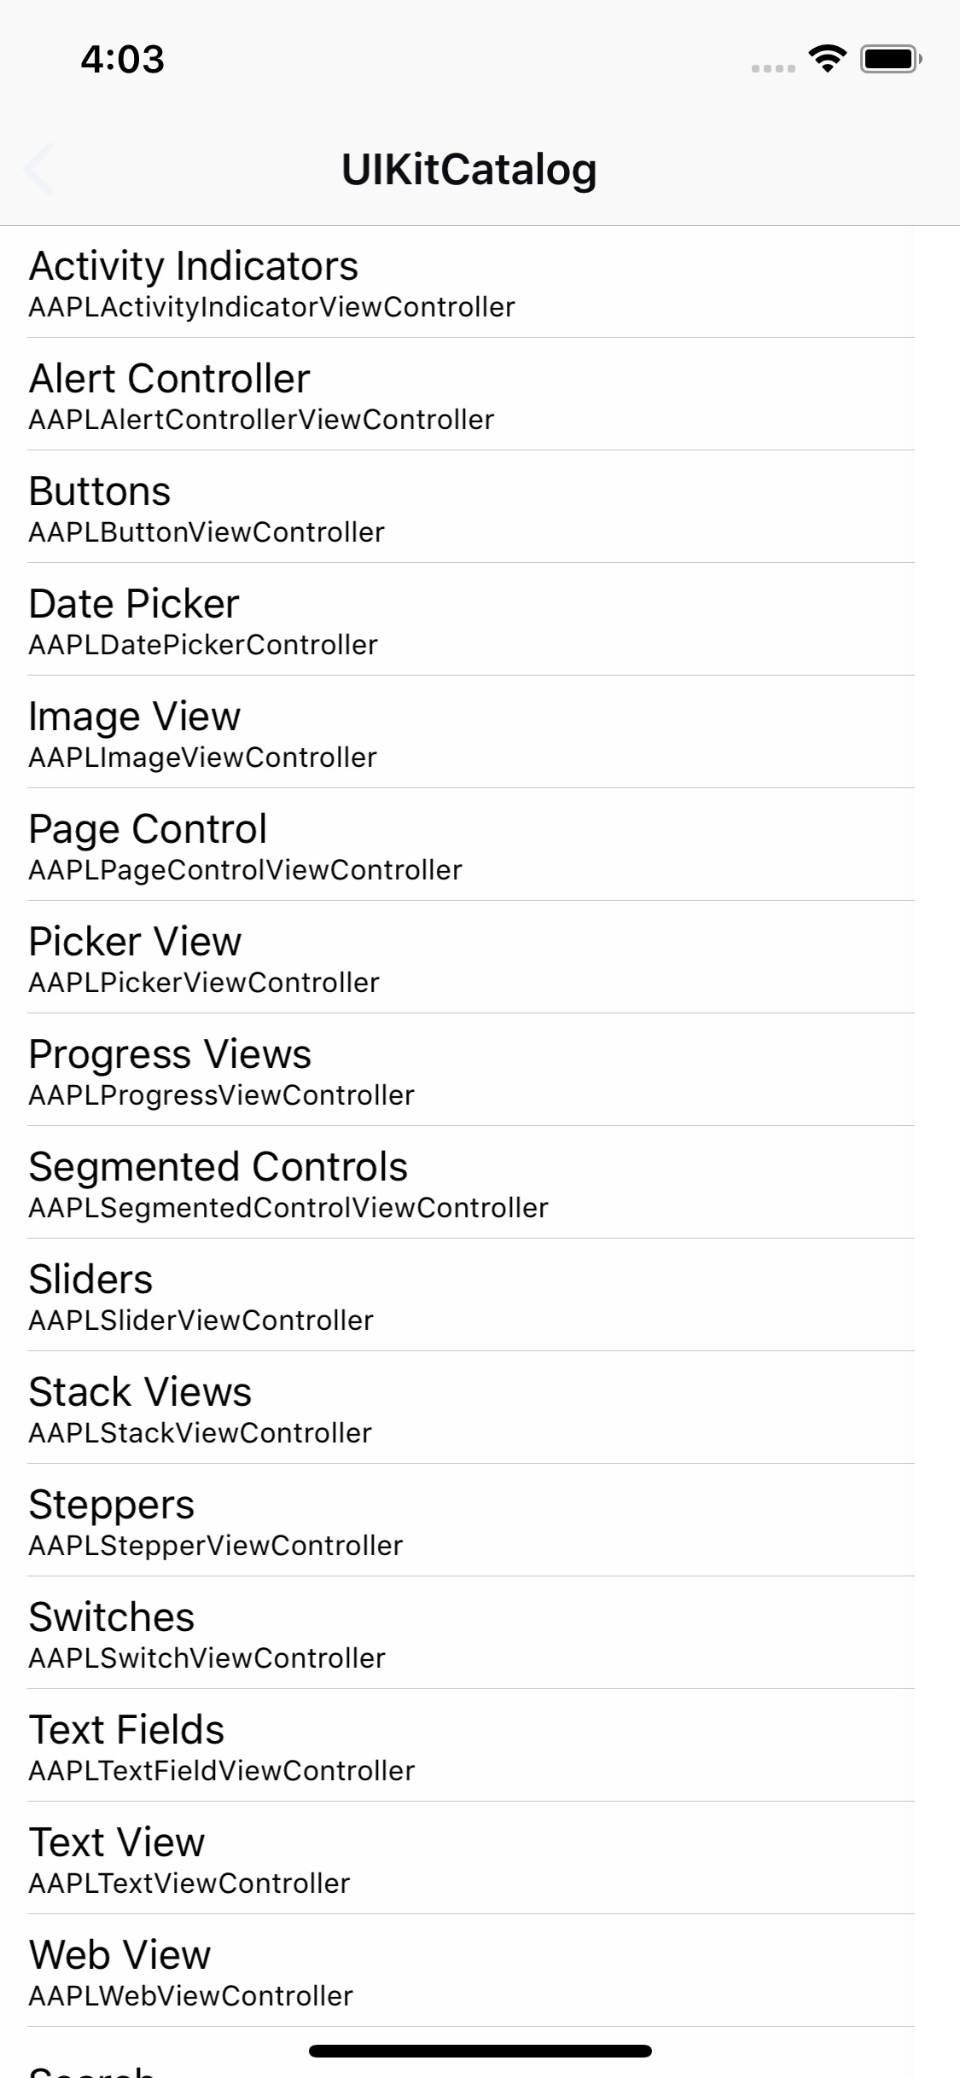 4:03
UIKitCatalog
Activity Indicators
AAPLActivityIndicatorViewController
Alert Controller
AAPLAlertControllerViewController
Buttons
AAPLButtonViewController
Date Picker
AAPLDatePickerController
Image View
AAPLImageViewController
Page Control
AAPLPageControlViewController
Picker View
AAPLPickerViewController
Progress Views
AAPLProgressViewController
Segmented Controls
AAPLSegmentedControlViewController
Sliders
AAPLSliderViewController
Stack Views
AAPLStackViewController
Steppers
AAPLStepperViewController
Switches
AAPLSwitchViewController
Text Fields
AAPLTextFieldViewController
Text View
AAPLTextViewController
Web View
AAPLWebViewController
Search